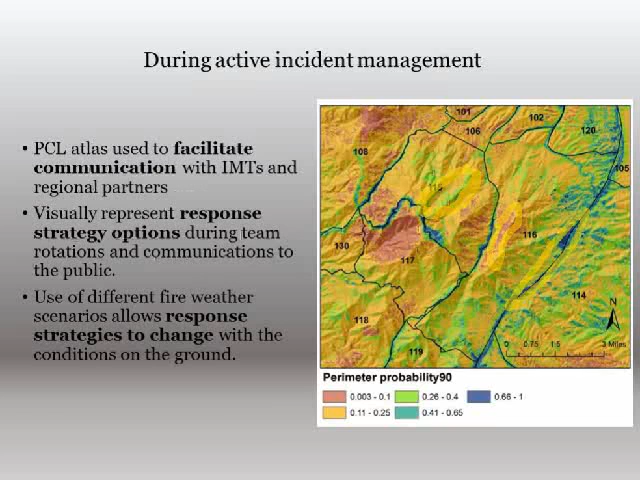 During active incident management
• PCL atlas used to facilitate
communication with IMTs and
regional partners
• Visually represent response
strategy options during team
rotations and communications to
the public.
• Use of different fire weather
scenarios allows response
strategies to change with the
conditions on the ground.
101
102
106
120
108
105
115
116
130
117
114
118
119
N
0 0.75 1.5 3 Miles
Perimeter probability90
0.003 - 0.1
0.26 - 0.4
0.66 - 1
0.11 - 0.25
0.41 - 0.65